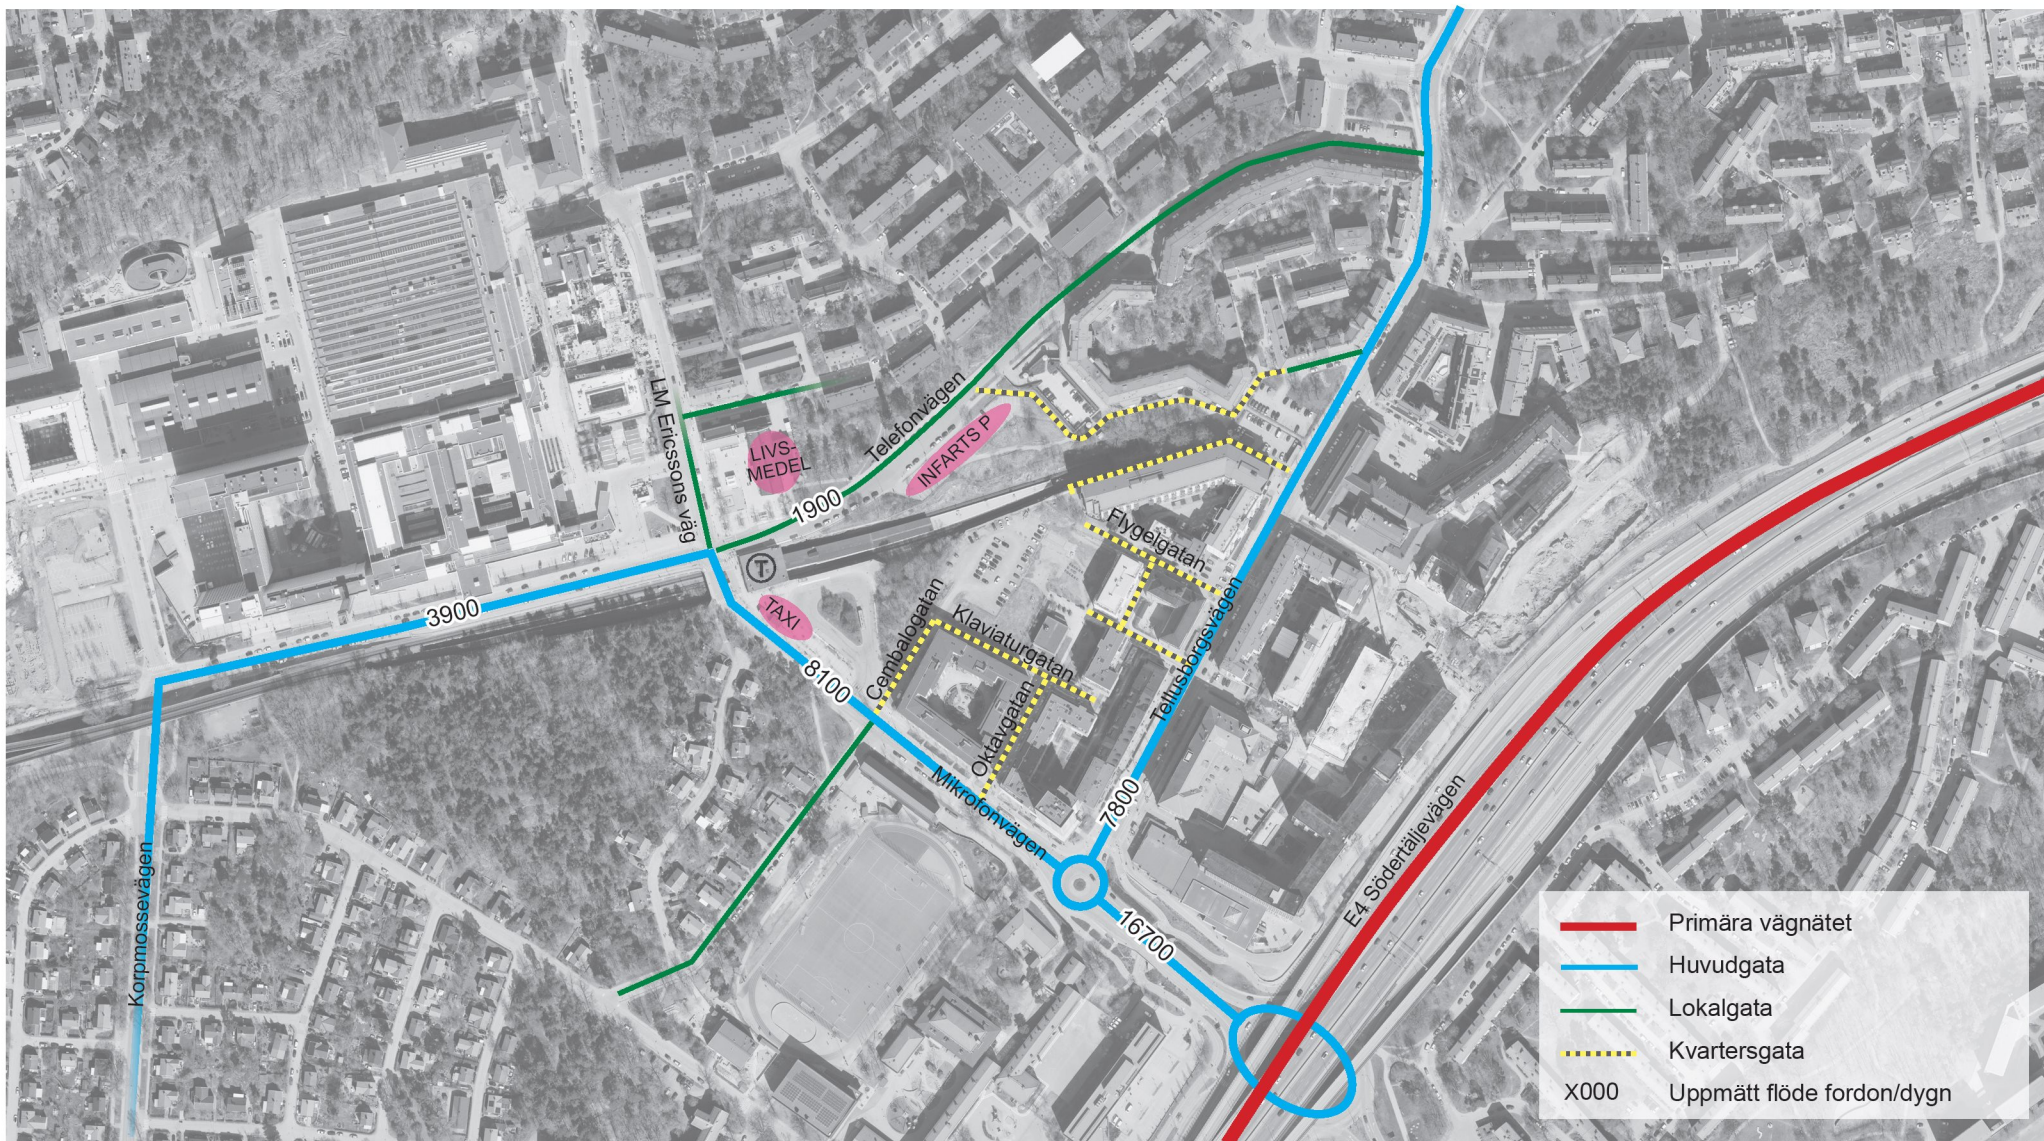 LM Ericssons väg
LIVS-
MEDEL
Telefonvägen
INFARTS P
1900
T
TAXI
3900
8100
Flygelgatan
Cembalogatan
Klaviaturgatan
Oktavgatan
Tellusborgsvägen
Mikrofonvägen
7800
16700
Korpmossevägen
E4 Södertäljevägen
Primära vägnätet
Huvudgata
Lokalgata
Kvartersgata
X000 Uppmätt flöde fordon/dygn